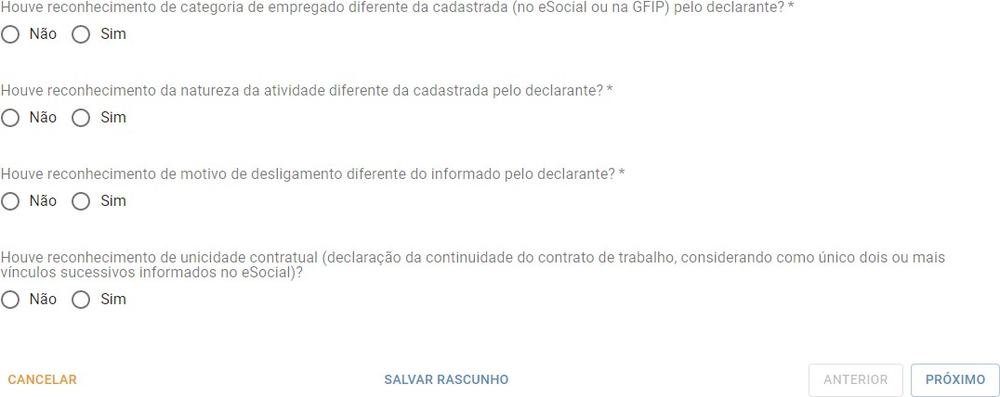 Houve reconhecimento de categoria de empregado diferente da cadastrada (no eSocial ou na GFIP) pelo declarante? *
Não Sim
Houve reconhecimento da natureza da atividade diferente da cadastrada pelo declarante? *
Não Sim
Houve reconhecimento de motivo de desligamento diferente do informado pelo declarante? *
Não Sim
Houve reconhecimento de unicidade contratual (declaração da continuidade do contrato de trabalho, considerando como único dois ou mais
vínculos sucessivos informados no eSocial)?
Não Sim
CANCELAR SALVAR RASCUNHO ANTERIOR PRÓXIMO